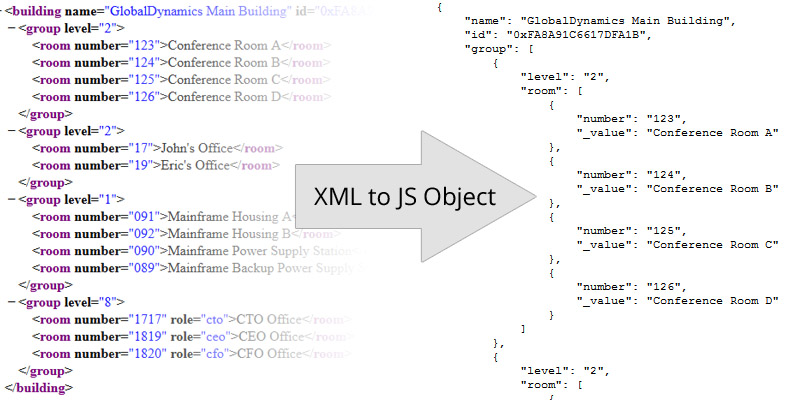 <building name="GlobalDynamics Main Building" id="0xFA8A
−<group level="2">
<room number="123">Conference Room A</room>
<room number="124">Conference Room B</room>
<room number="125">Conference Room C</room>
<room number="126">Conference Room D</room>
</group>
−<group level="2">
<room number="17">John's Office</room>
<room number="19">Eric's Office</room>
</group>
−<group level="1">
<room number="091">Mainframe Housing A
<room number="092">Mainframe Housing B</room>
<room number="090">Mainframe Power Supply Station
<room number="089">Mainframe Backup Power Supply
</group>
−<group level="8">
<room number="1717" role="cto">CTO Office</room>
<room number="1819" role="ceo">CEO Office</room>
<room number="1820" role="cfo">CFO Office</room>
</group>
</building>
XML to JS Object
{
"name": "GlobalDynamics Main Building",
"id": "0xFA8A91C6617DFA1B",
"group": [
{
"level": "2",
"room": [
{
"number": "123",
"_value": "Conference Room A"
},
{
"number": "124",
"_value": "Conference Room B"
},
{
"number": "125",
"_value": "Conference Room C"
},
{
"number": "126",
"_value": "Conference Room D"
}
]
},
{
"level": "2",
"room": [
{